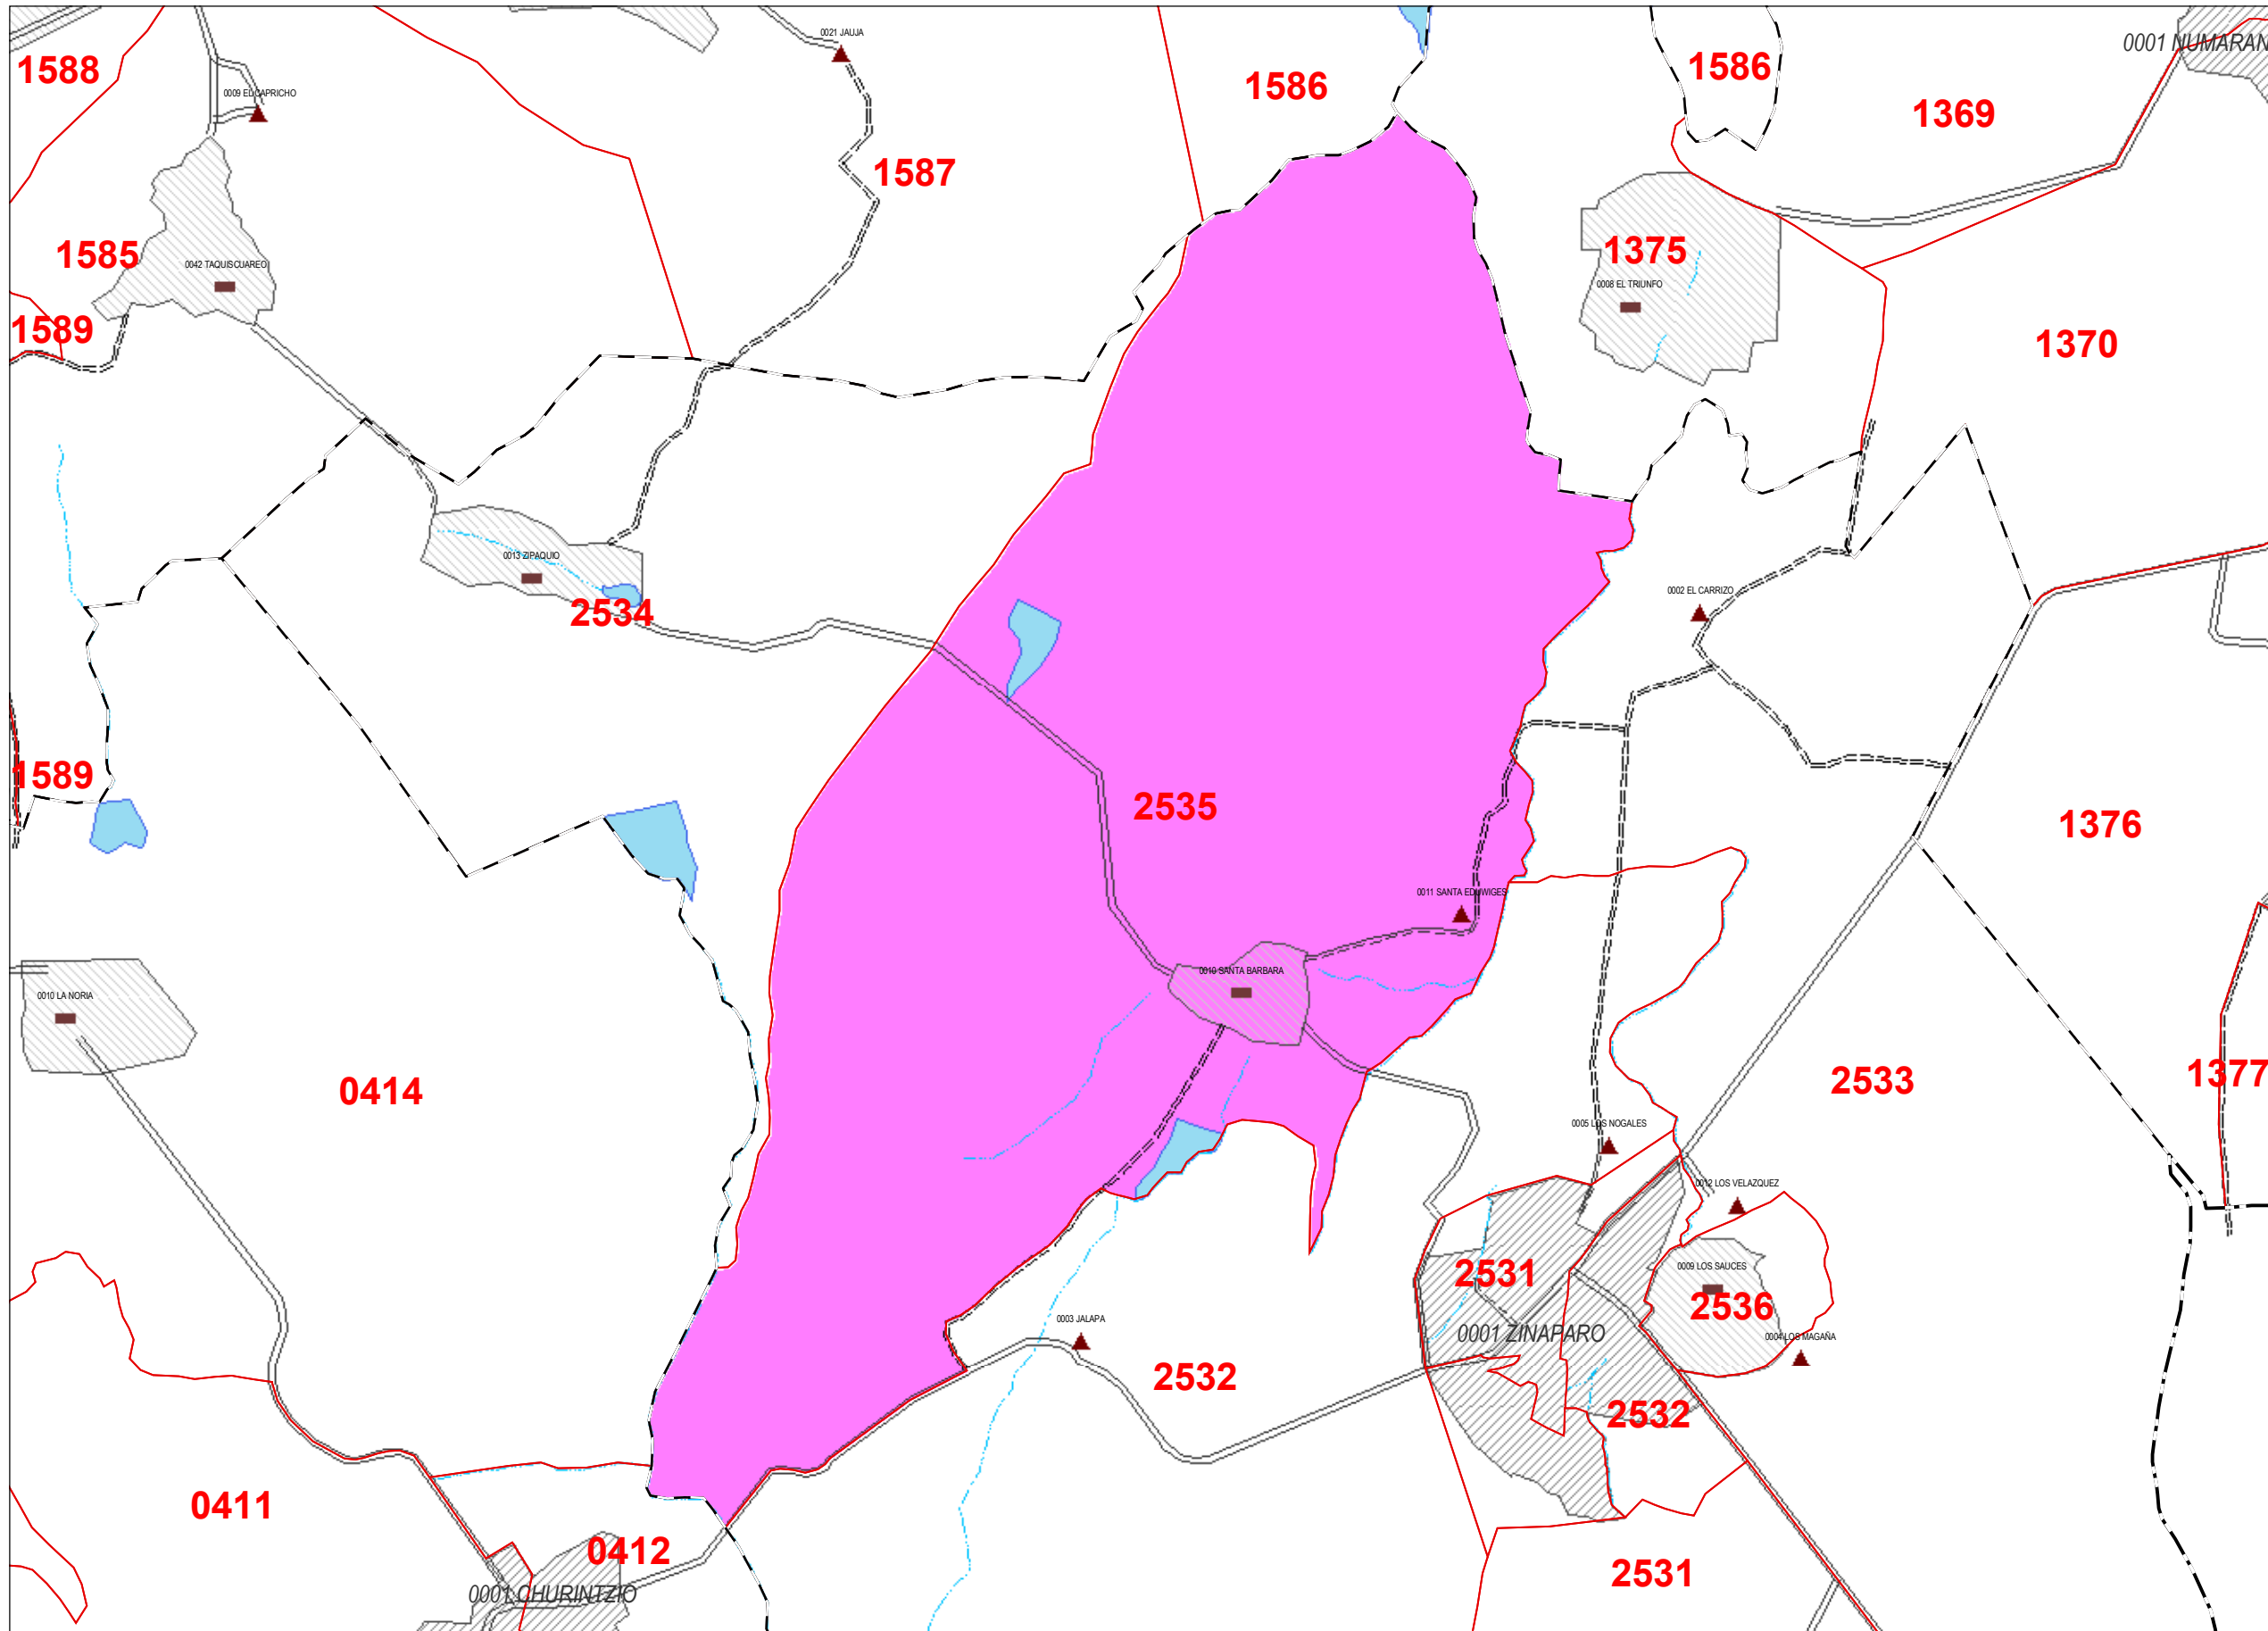 0021 JAUJA
0001 NUMARAN
1588
1586
1586
0009 EL CAPRICHO
1369
1587
1585
1375
0042 TAQUISCUAREO
0008 EL TRIUNFO
1589
1370
0013 ZIPAQUIO
0002 EL CARRIZO
2534
1589
2535
1376
0011 SANTA EDUWIGES
0010 SANTA BARBARA
0010 LA NORIA
0414
2533
1377
0005 LOS NOGALES
0012 LOS VELAZQUEZ
2531
0009 LOS SAUCES
2536
0003 JALAPA
0001 ZINAPARO
0004 LOS MAGAÑA
2532
2532
0411
0412
2531
0001 CHURINTZIO